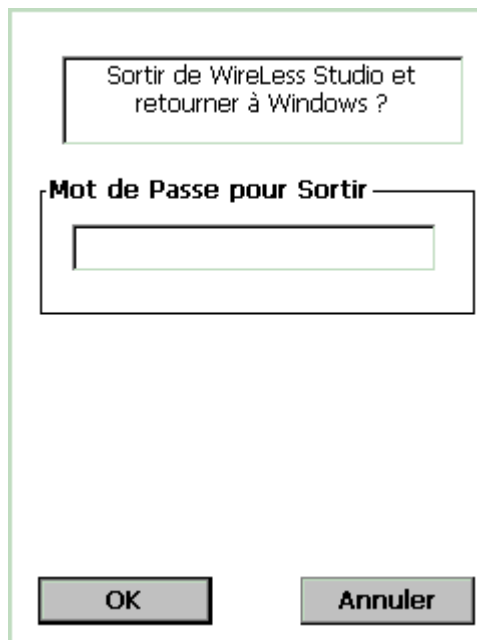 Sortir de WireLess Studio et
retourner à Windows ?
Mot de Passe pour Sortir
OK
Annuler